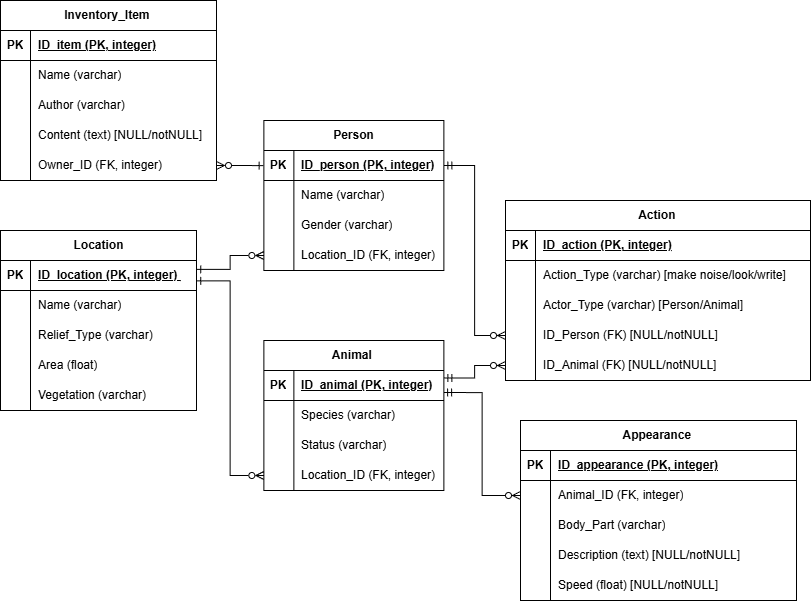 Inventory_Item
PK ID_item (PK, integer)
Name (varchar)
Author (varchar)
Content (text) [NULL/notNULL]
Owner_ID (FK, integer)
Person
PK ID_person (PK, integer)
Name (varchar)
Gender (varchar)
Location_ID (FK, integer)
Location
PK ID_location (PK, integer)
Name (varchar)
Relief_Type (varchar)
Area (float)
Vegetation (varchar)
Action
PK ID_action (PK, integer)
Action_Type (varchar) [make noise/look/write]
Actor_Type (varchar) [Person/Animal]
ID_Person (FK) [NULL/notNULL]
ID_Animal (FK) [NULL/notNULL]
Animal
PK ID_animal (PK, integer)
Species (varchar)
Status (varchar)
Location_ID (FK, integer)
Appearance
PK ID_appearance (PK, integer)
Animal_ID (FK, integer)
Body_Part (varchar)
Description (text) [NULL/notNULL]
Speed (float) [NULL/notNULL]